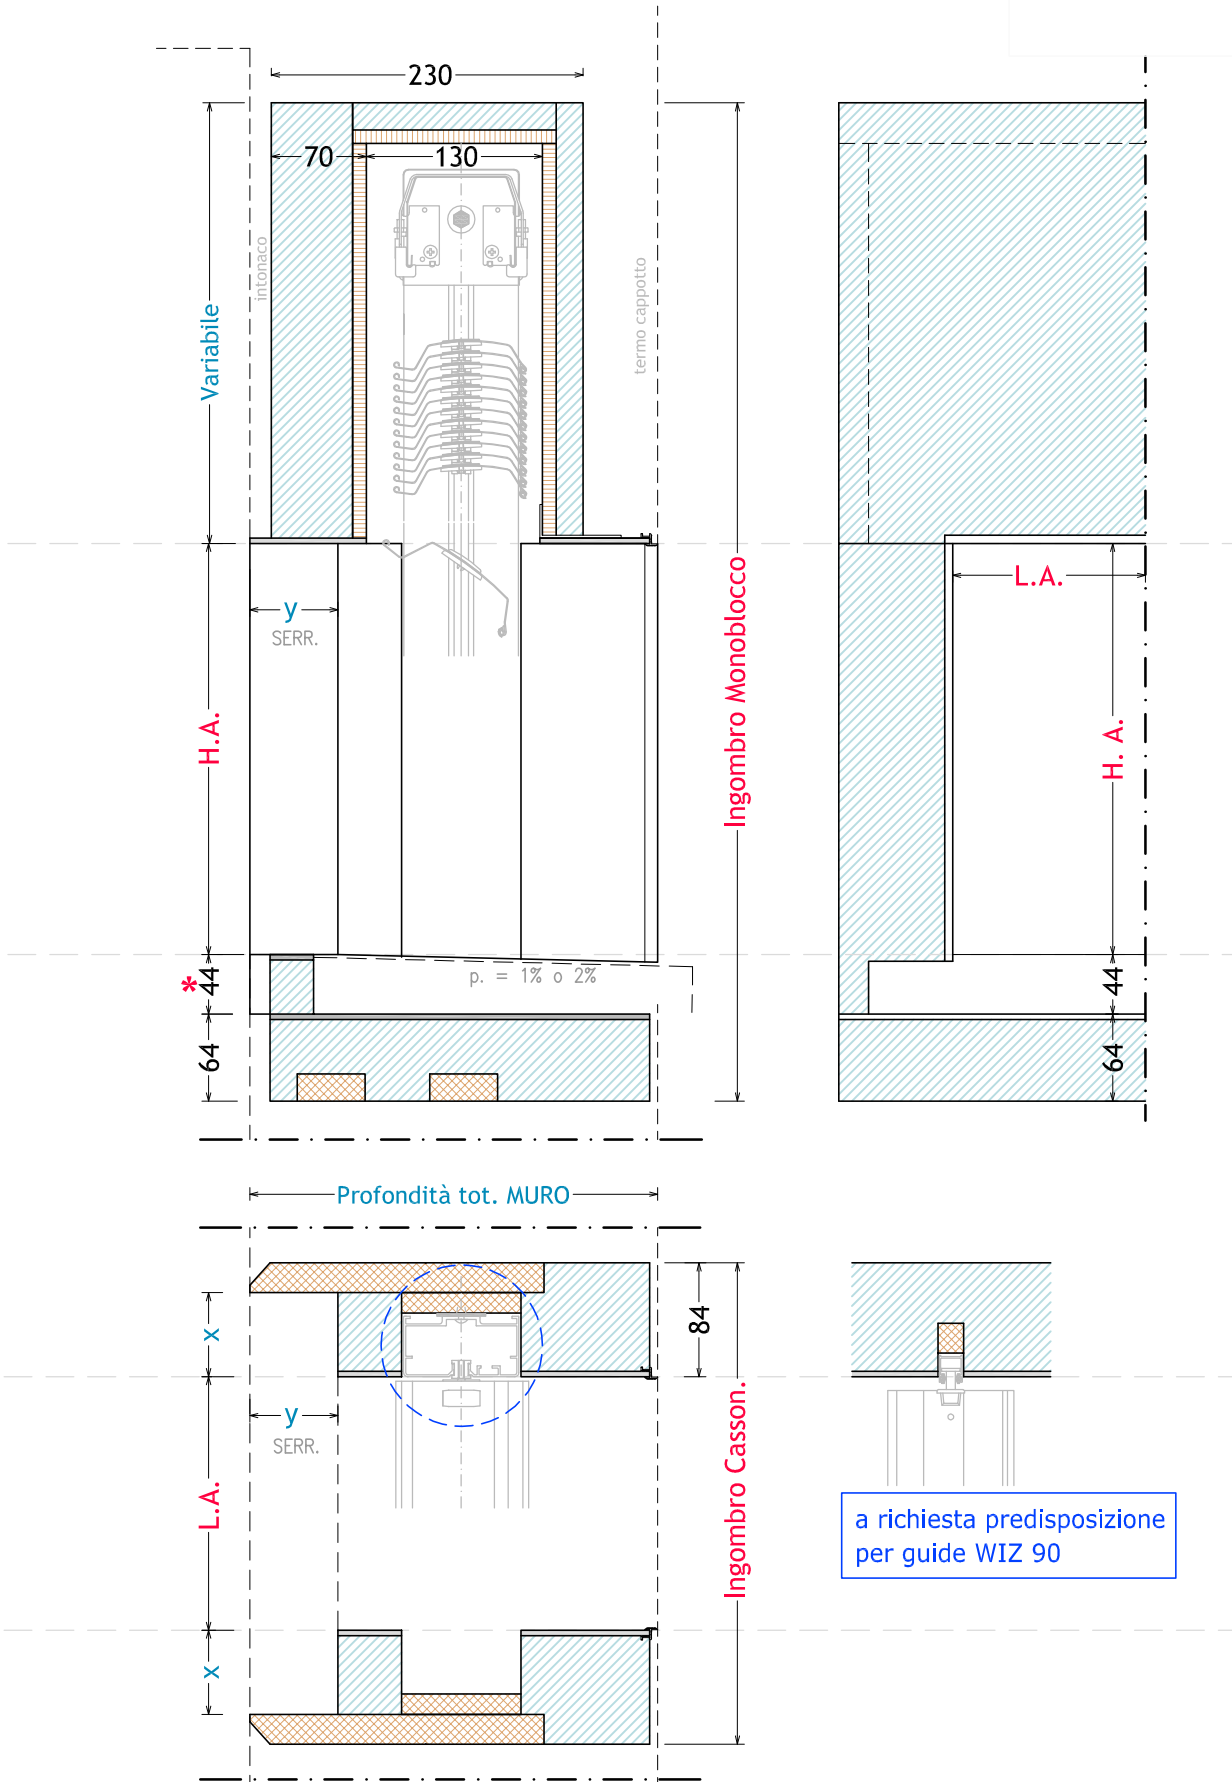 230
70
130
intonaco
termo cappotto
Variabile
L.A.
y
SERR.
H.A.
Ingombro Monoblocco
H. A.
*
44
p. = 1% o 2%
44
64
64
Profondità tot. MURO
x
84
y
SERR.
L.A.
Ingombro Casson.
a richiesta predisposizione
per guide WIZ 90
x